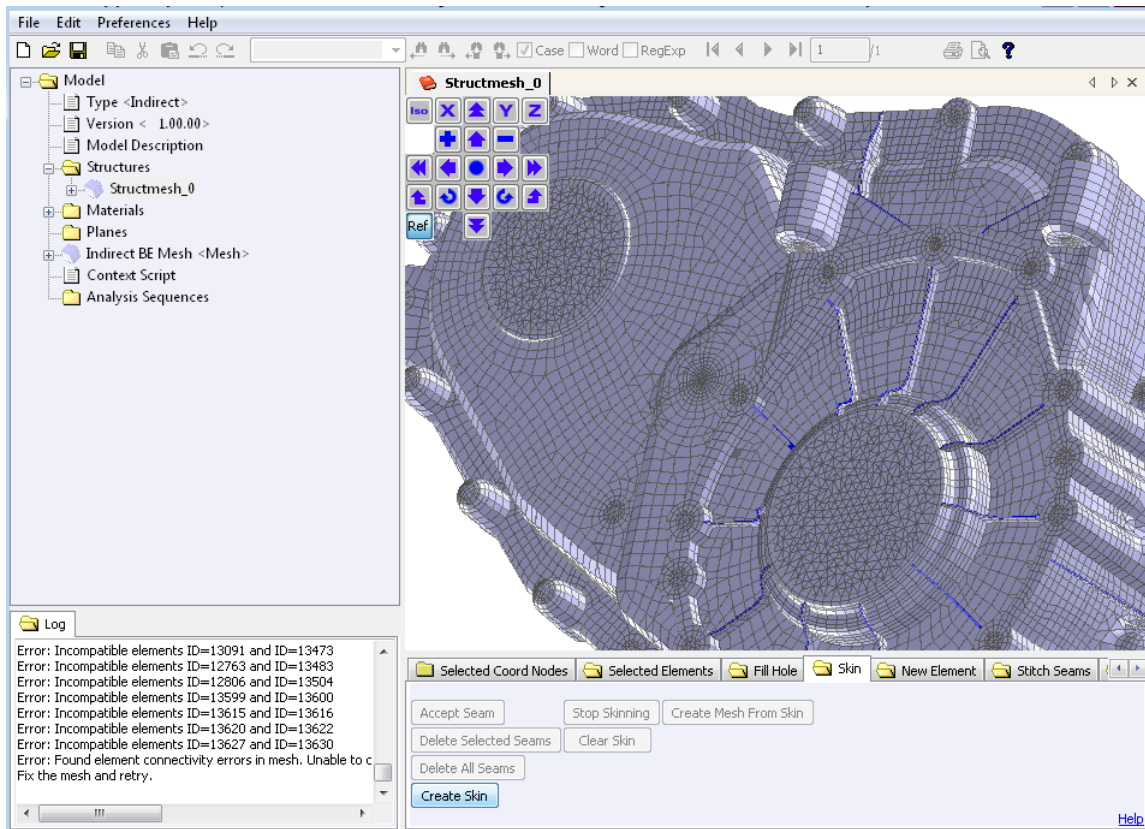 File Edit Preferences Help
Case Word RegExp 1 /1 ?
Model
Type <Indirect>
Version < 1.00.00>
Model Description
Structures
Structmesh_0
Materials
Planes
Indirect BE Mesh <Mesh>
Context Script
Analysis Sequences
Structmesh_0
Iso X Y Z
Ref
Log
Error: Incompatible elements ID=13091 and ID=13473
Error: Incompatible elements ID=12763 and ID=13483
Error: Incompatible elements ID=12806 and ID=13504
Error: Incompatible elements ID=13599 and ID=13600
Error: Incompatible elements ID=13615 and ID=13616
Error: Incompatible elements ID=13620 and ID=13622
Error: Incompatible elements ID=13627 and ID=13630
Error: Found element connectivity errors in mesh. Unable to c
Fix the mesh and retry.
Selected Coord Nodes Selected Elements Fill Hole Skin New Element Stitch Seams
Accept Seam Stop Skinning Create Mesh From Skin
Delete Selected Seams Clear Skin
Delete All Seams
Create Skin
Help